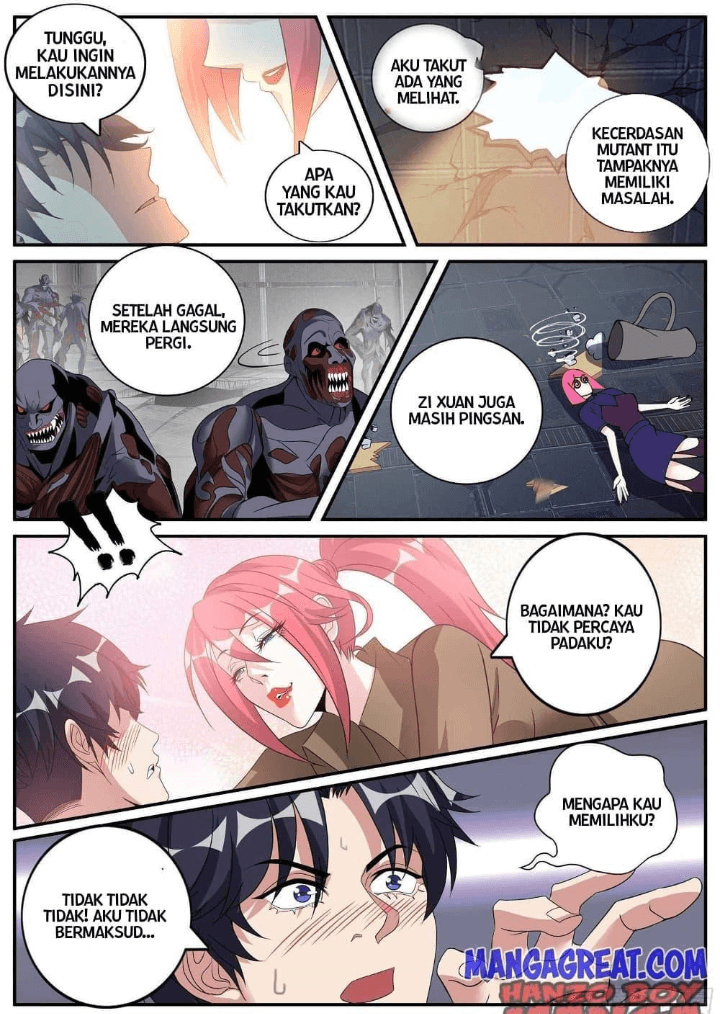 TUNGGU,
KAU INGIN
MELAKUKANNYA
DISINI?
APA
YANG KAU
TAKUTKAN?
AKU TAKUT
ADA YANG
MELIHAT.
KECERDASAN
MUTANT ITU
TAMPAKNYA
MEMILIKI
MASALAH.
SETELAH GAGAL,
MEREKA LANGSUNG
PERGI.
ZI XUAN JUGA
MASIH PINGSAN.
!!
BAGAIMANA? KAU
TIDAK PERCAYA
PADAKU?
MENGAPA KAU
MEMILIHKU?
TIDAK TIDAK
TIDAK! AKU TIDAK
BERMAKSUD...
MANGAGREAT.COM
HANZO BOY